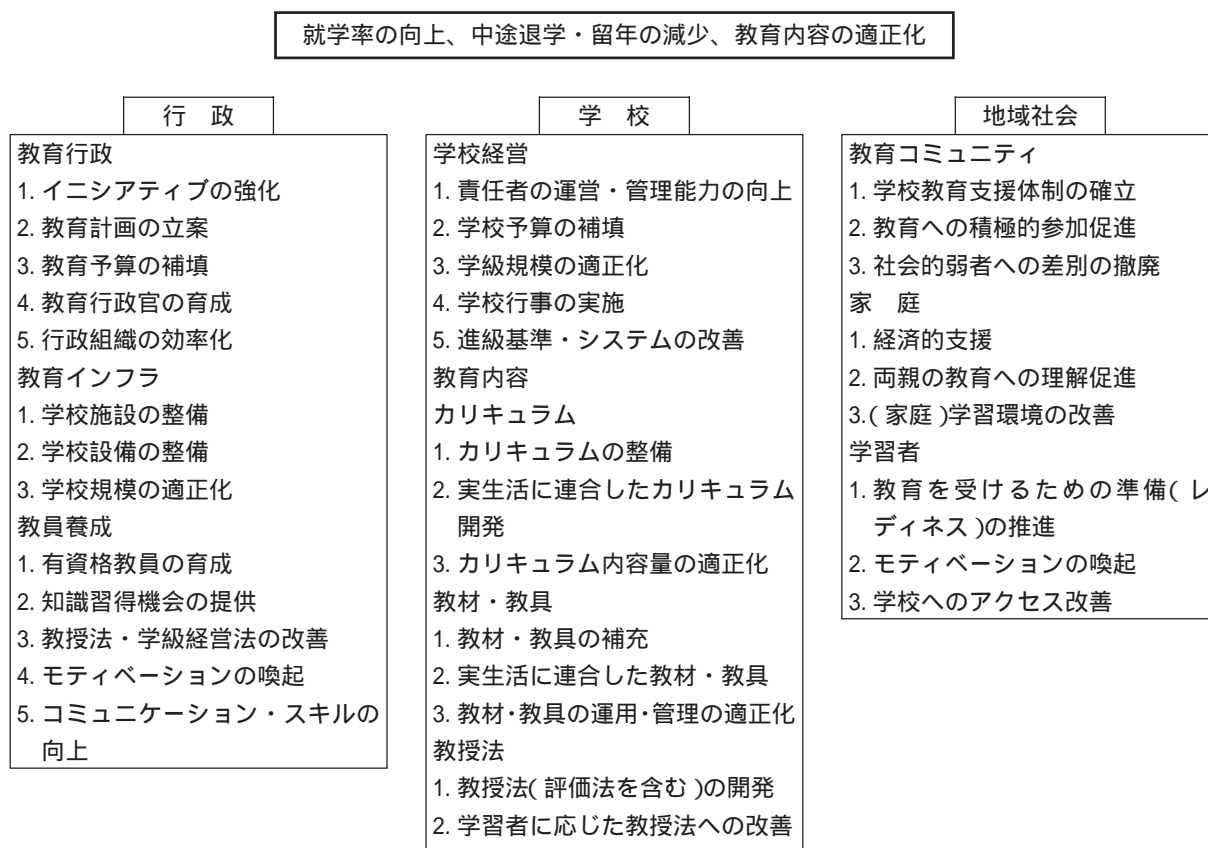 就学率の向上、中途退学・留年の減少、教育内容の適正化
行 政
教育行政
1. イニシアティブの強化
2. 教育計画の立案
3. 教育予算の補填
4. 教育行政官の育成
5. 行政組織の効率化
教育インフラ
1. 学校施設の整備
2. 学校設備の整備
3. 学校規模の適正化
教員養成
1. 有資格教員の育成
2. 知識習得機会の提供
3. 教授法・学級経営法の改善
4. モティベーションの喚起
5. コミュニケーション・スキルの
向上
学 校
学校経営
1. 責任者の運営・管理能力の向上
2. 学校予算の補填
3. 学級規模の適正化
4. 学校行事の実施
5. 進級基準・システムの改善
教育内容
カリキュラム
1. カリキュラムの整備
2. 実生活に連合したカリキュラム
開発
3. カリキュラム内容量の適正化
教材・教具
1. 教材・教具の補充
2. 実生活に連合した教材・教具
3. 教材・教具の運用・管理の適正化
教授法
1. 教授法(評価法を含む)の開発
2. 学習者に応じた教授法への改善
地域社会
教育コミュニティ
1. 学校教育支援体制の確立
2. 教育への積極的参加促進
3. 社会的弱者への差別の撤廃
家 庭
1. 経済的支援
2. 両親の教育への理解促進
3.(家庭)学習環境の改善
学習者
1. 教育を受けるための準備(レ
ディネス)の推進
2. モティベーションの喚起
3. 学校へのアクセス改善